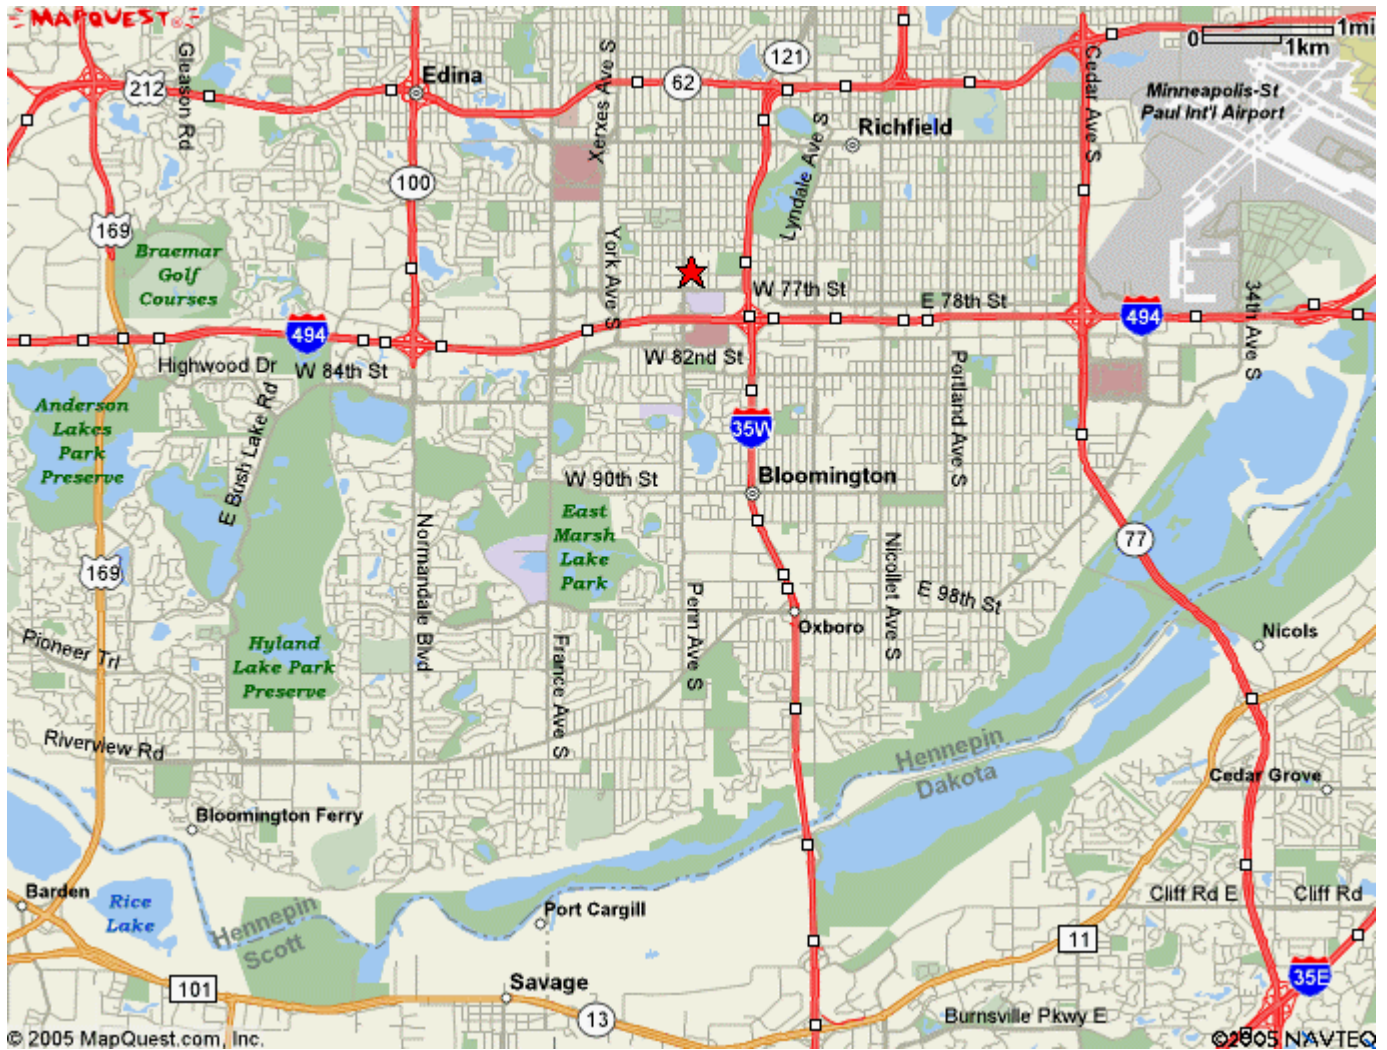 MAPQUEST
0
1mi
1km
121
62
212
Gleason Rd
Edina
Xerxes Ave S
Richfield
Lyndale Ave S
Cedar Ave S
Minneapolis-St
Paul Int'l Airport
100
169
Braemar
Golf
Courses
York Ave S
W 77th St
E 78th St
494
494
34th Ave S
Highwood Dr
W 84th St
W 82nd St
Portland Ave S
Anderson
Lakes
Park
Preserve
E Bush Lake Rd
35W
W 90th St
Bloomington
East
Marsh
Lake
Park
Normandale Blvd
77
169
Nicollet Ave S
E 98th St
Penn Ave S
Oxboro
Nicols
Pioneer Trl
Hyland
Lake Park
Preserve
France Ave S
Riverview Rd
Hennepin
Dakota
Cedar Grove
Bloomington Ferry
Barden
Rice
Lake
Hennepin
Scott
Port Cargill
Cliff Rd E
Cliff Rd
11
101
Savage
35E
13
Burnsville Pkwy E
© 2005 MapQuest.com, Inc.
©2005 NAVTEQ